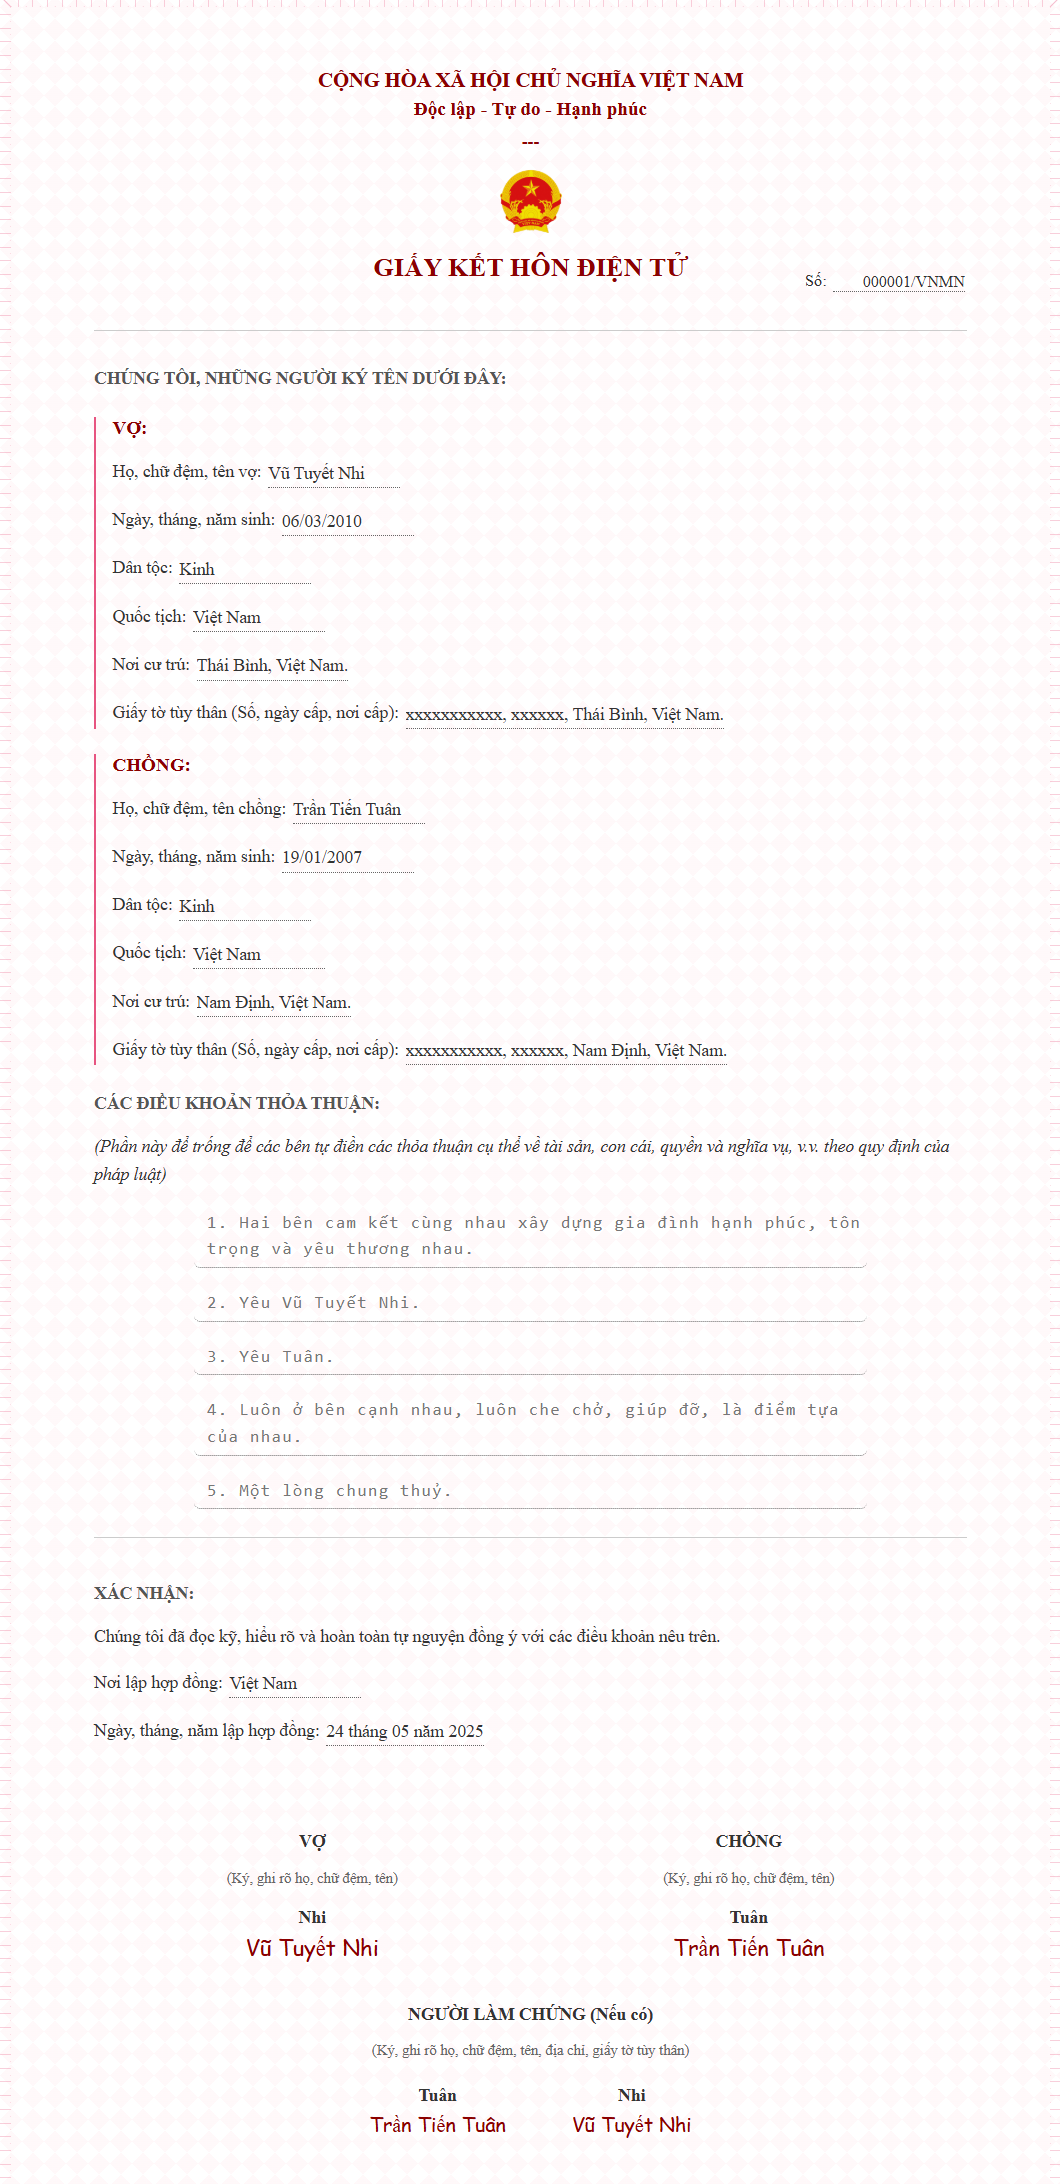 CỘNG HÒA XÃ HỘI CHỦ NGHĨA VIỆT NAM
Độc lập - Tự do - Hạnh phúc
---
GIẤY KẾT HÔN ĐIỆN TỬ
Số: 000001/VNMN
CHÚNG TÔI, NHỮNG NGƯỜI KÝ TÊN DƯỚI ĐÂY:
VỢ:
Họ, chữ đệm, tên vợ: Vũ Tuyết Nhi
Ngày, tháng, năm sinh: 06/03/2010
Dân tộc: Kinh
Quốc tịch: Việt Nam
Nơi cư trú: Thái Bình, Việt Nam.
Giấy tờ tùy thân (Số, ngày cấp, nơi cấp): xxxxxxxxxxx, xxxxxx, Thái Bình, Việt Nam.
CHỒNG:
Họ, chữ đệm, tên chồng: Trần Tiến Tuân
Ngày, tháng, năm sinh: 19/01/2007
Dân tộc: Kinh
Quốc tịch: Việt Nam
Nơi cư trú: Nam Định, Việt Nam.
Giấy tờ tùy thân (Số, ngày cấp, nơi cấp): xxxxxxxxxxx, xxxxxx, Nam Định, Việt Nam.
CÁC ĐIỀU KHOẢN THỎA THUẬN:
(Phần này để trống để các bên tự điền các thỏa thuận cụ thể về tài sản, con cái, quyền và nghĩa vụ, v.v. theo quy định của
pháp luật)
1. Hai bên cam kết cùng nhau xây dựng gia đình hạnh phúc, tôn
trọng và yêu thương nhau.
2. Yêu Vũ Tuyết Nhi.
3. Yêu Tuân.
4. Luôn ở bên cạnh nhau, luôn che chở, giúp đỡ, là điểm tựa
của nhau.
5. Một lòng chung thuỷ.
XÁC NHẬN:
Chúng tôi đã đọc kỹ, hiểu rõ và hoàn toàn tự nguyện đồng ý với các điều khoản nêu trên.
Nơi lập hợp đồng: Việt Nam
Ngày, tháng, năm lập hợp đồng: 24 tháng 05 năm 2025
VỢ
(Ký, ghi rõ họ, chữ đệm, tên)
Nhi
Vũ Tuyết Nhi
CHỒNG
(Ký, ghi rõ họ, chữ đệm, tên)
Tuân
Trần Tiến Tuân
NGƯỜI LÀM CHỨNG (Nếu có)
(Ký, ghi rõ họ, chữ đệm, tên, địa chỉ, giấy tờ tùy thân)
Tuân
Trần Tiến Tuân
Nhi
Vũ Tuyết Nhi